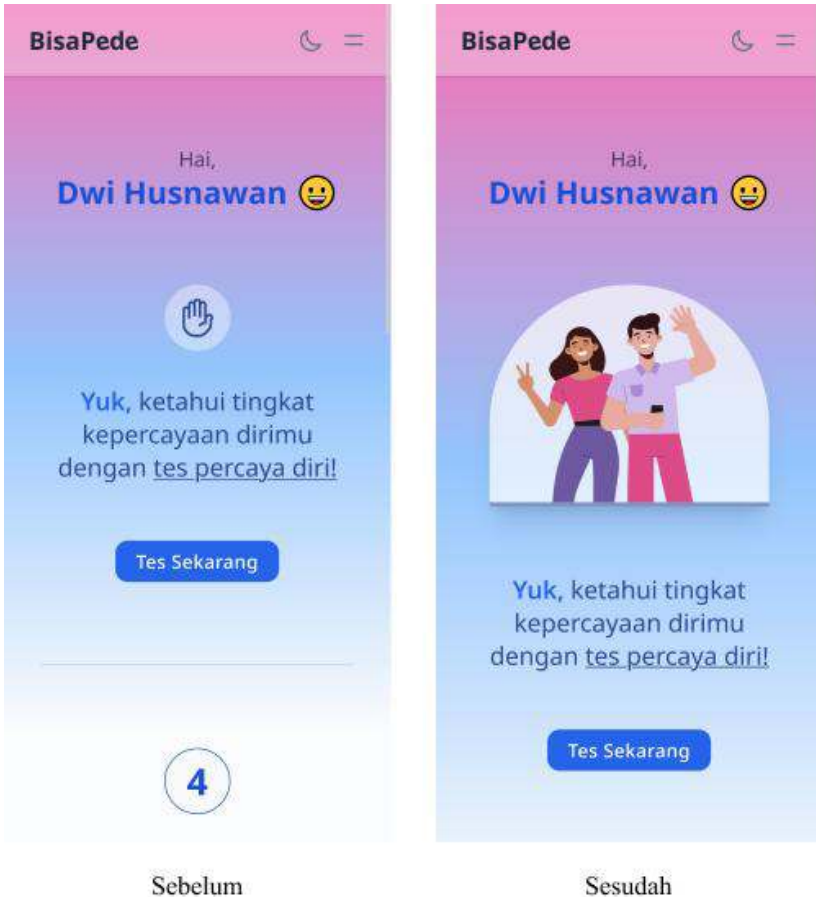 BisaPede
Hai,
Dwi Husnawan 😀
Yuk, ketahui tingkat
kepercayaan dirimu
dengan tes percaya diri!
Tes Sekarang
4
Sebelum
BisaPede
Hai,
Dwi Husnawan 😀
Yuk, ketahui tingkat
kepercayaan dirimu
dengan tes percaya diri!
Tes Sekarang
Sesudah